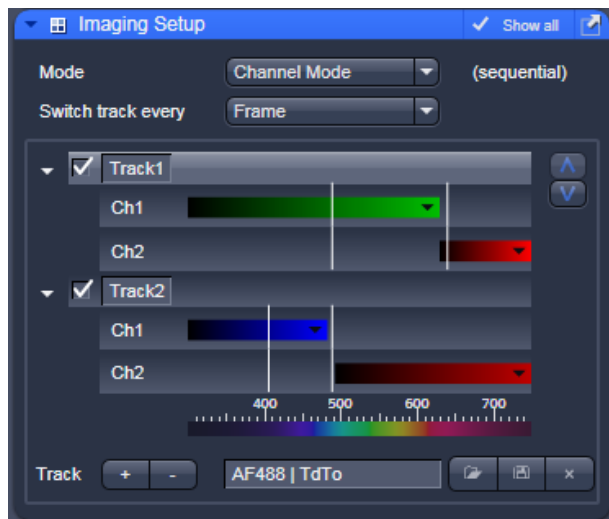 Imaging Setup Show all
Mode Channel Mode (sequential)
Switch track every Frame
Track1
Ch1
Ch2
Track2
Ch1
Ch2
400 500 600 700
Track + - AF488 | TdTo ×